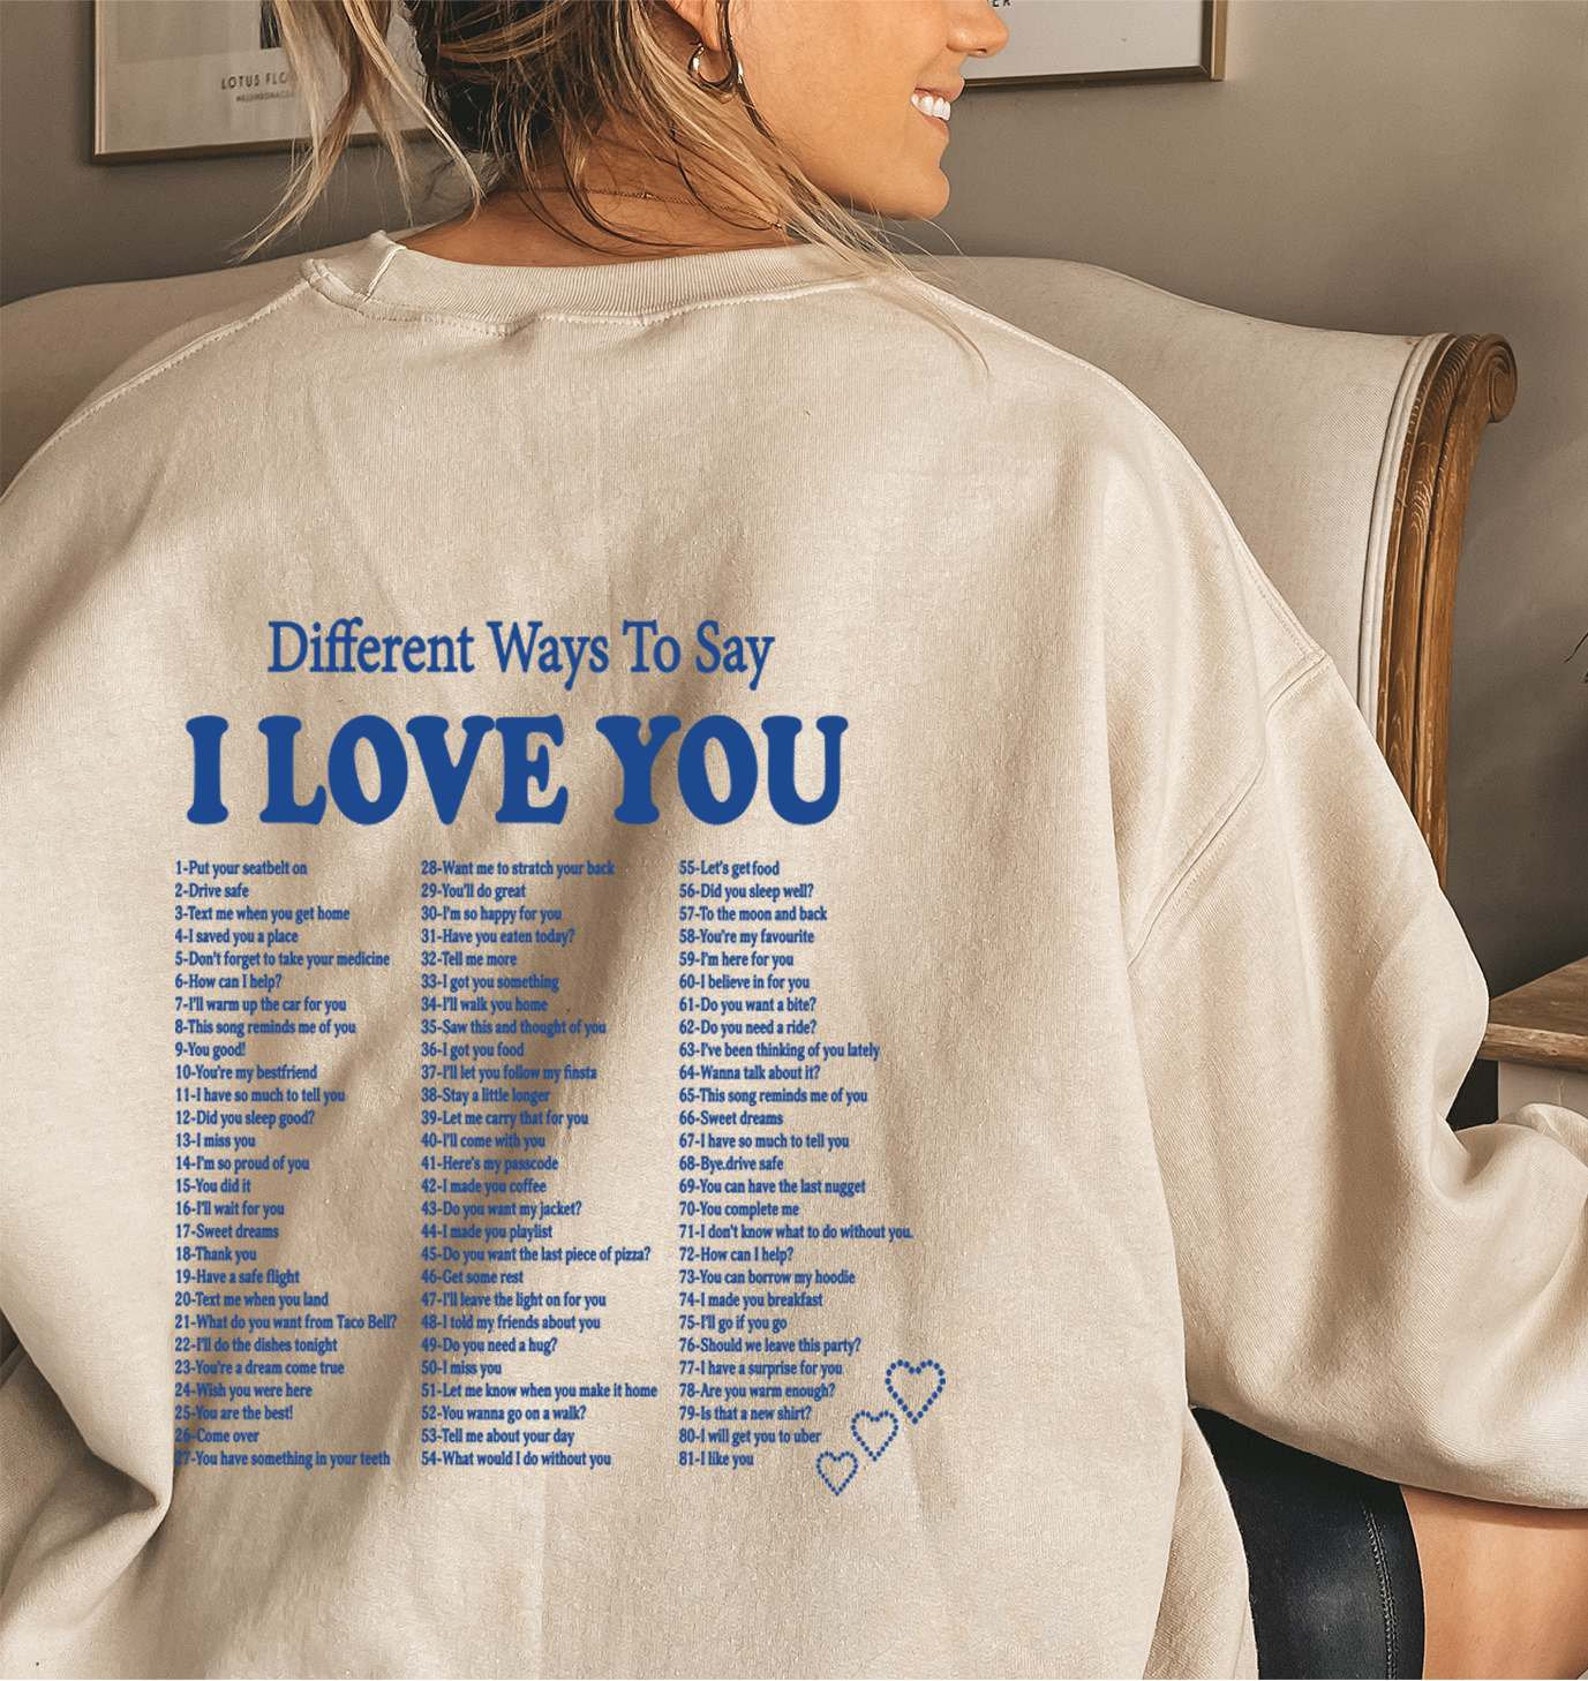 LOTUS FLO
ER
Different Ways To Say
I LOVE YOU
1-Put your seatbelt on
2-Drive safe
3-Text me when you get home
4-I saved you a place
5-Don't forget to take your medicine
6-How can I help?
7-I'll warm up the car for you
8-This song reminds me of you
9-You good!
10-You're my bestfriend
11-I have so much to tell you
12-Did you sleep good?
13-I miss you
14-I'm so proud of you
15-You did it
16-I'll wait for you
17-Sweet dreams
18-Thank you
19-Have a safe flight
20-Text me when you land
21-What do you want from Taco Bell?
22-I'll do the dishes tonight
23-You're a dream come true
24-Wish you were here
25-You are the best!
26-Come over
27-You have something in your teeth
28-Want me to stratch your back
29-You'll do great
30-I'm so happy for you
31-Have you eaten today?
32-Tell me more
33-I got you something
34-I'll walk you home
35-Saw this and thought of you
36-I got you food
37-I'll let you follow my finsta
38-Stay a little longer
39-Let me carry that for you
40-I'll come with you
41-Here's my passcode
42-I made you coffee
43-Do you want my jacket?
44-I made you playlist
45-Do you want the last piece of pizza?
46-Get some rest
47-I'll leave the light on for you
48-I told my friends about you
49-Do you need a hug?
50-I miss you
51-Let me know when you make it home
52-You wanna go on a walk?
53-Tell me about your day
54-What would I do without you
55-Let's get food
56-Did you sleep well?
57-To the moon and back
58-You're my favourite
59-I'm here for you
60-I believe in for you
61-Do you want a bite?
62-Do you need a ride?
63-I've been thinking of you lately
64-Wanna talk about it?
65-This song reminds me of you
66-Sweet dreams
67-I have so much to tell you
68-Bye.drive safe
69-You can have the last nugget
70-You complete me
71-I don't know what to do without you.
72-How can I help?
73-You can borrow my hoodie
74-I made you breakfast
75-I'll go if you go
76-Should we leave this party?
77-I have a surprise for you
78-Are you warm enough?
79-Is that a new shirt?
80-I will get you to uber
81-I like you